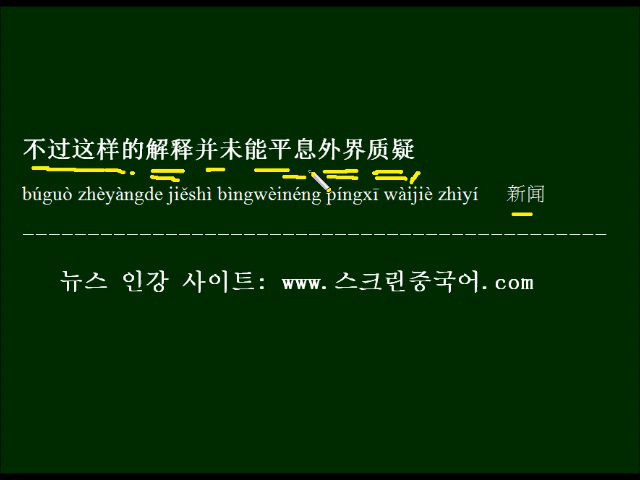 不过这样的解释并未能平息外界质疑
búguò zhèyàngde jiěshì bìngwèinéng píngxī wàijiè zhìyí 新闻
뉴스 인강 사이트: www.스크린중국어.com